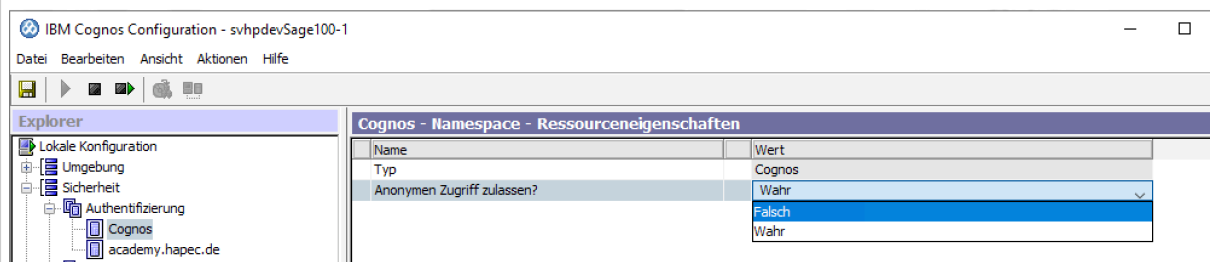 IBM Cognos Configuration - svhpdevSage100-1
Datei Bearbeiten Ansicht Aktionen Hilfe
Explorer
Lokale Konfiguration
Umgebung
Sicherheit
Authentifizierung
Cognos
academy.hapec.de
Cognos - Namespace - Ressourceneigenschaften
Name Wert
Typ Cognos
Anonymen Zugriff zulassen? Wahr
Falsch
Wahr